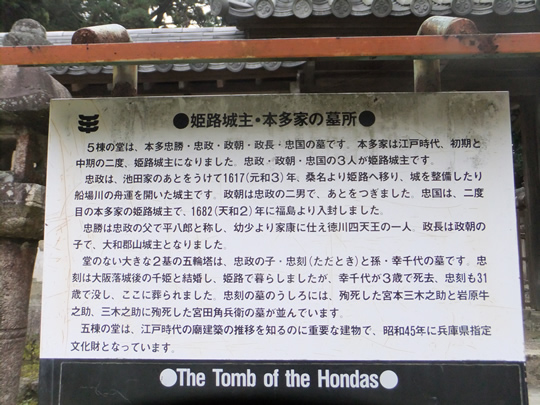 ●姫路城主・本多家の墓所●
5棟の堂は、本多忠勝・忠政・政朝・政長・忠国の墓です。本多家は江戸時代、初期と
中期の二度、姫路城主になりました。忠政・政朝・忠国の3人が姫路城主です。
忠政は、池田家のあとをうけて1617(元和3)年、桑名より姫路へ移り、城を整備したり
船場川の舟運を開いた城主です。政朝は忠政の二男で、あとをつぎました。忠国は、二度
目の本多家の姫路城主で、1682(天和2)年に福島より入封しました。
忠勝は忠政の父で平八郎と称し、幼少より家康に仕え徳川四天王の一人。政長は政朝の
子で、大和郡山城主となりました。
堂のない大きな2基の五輪塔は、忠政の子・忠刻(ただとき)と孫・幸千代の墓です。忠
刻は大阪落城後の千姫と結婚し、姫路で暮らしましたが、幸千代が3歳で死去、忠刻も31
歳で没し、ここに葬られました。忠刻の墓のうしろには、殉死した宮本三木之助と岩原牛
之助、三木之助に殉死した宮田角兵衛の墓が並んでいます。
五棟の堂は、江戸時代の廟建築の推移を知るのに重要な建物で、昭和45年に兵庫県指定
文化財となっています。
●The Tomb of the Hondas●